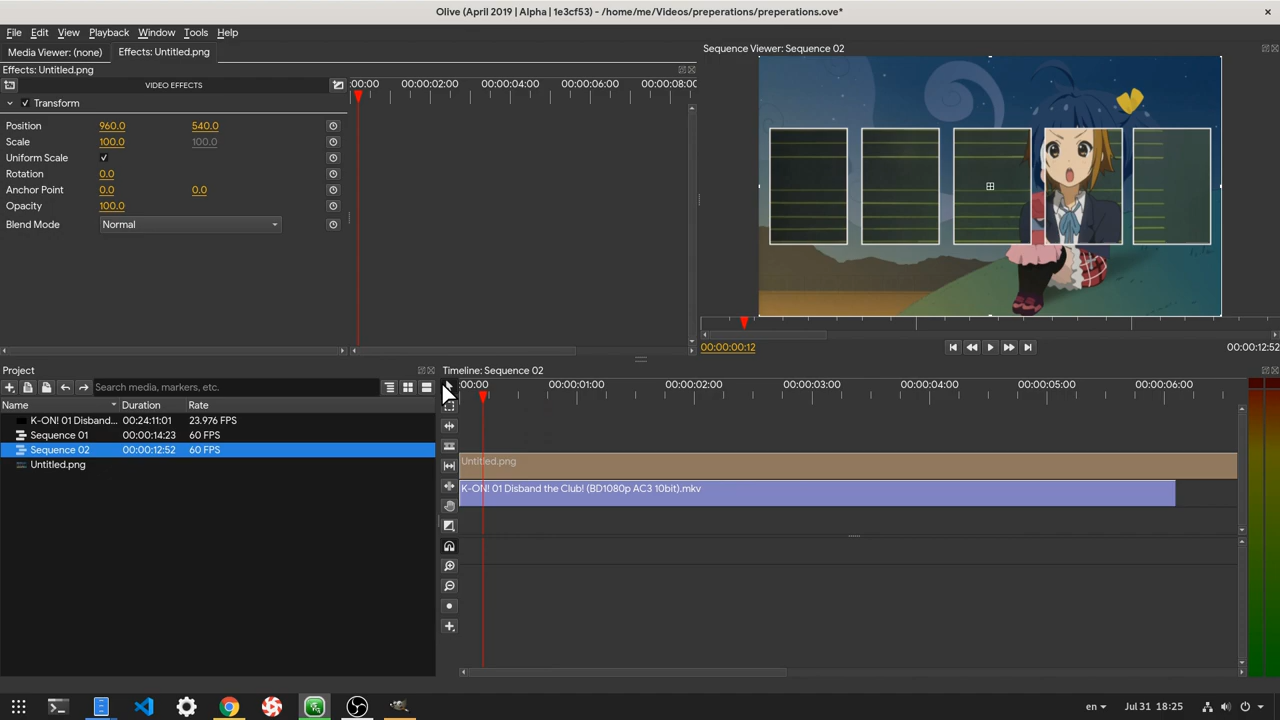 Olive (April 2019 | Alpha | 1e3cf53) - /home/me/Videos/preperations/preperations.ove*
File Edit View Playback Window Tools Help
Media Viewer: (none) Effects: Untitled.png
Effects: Untitled.png
VIDEO EFFECTS
:00:00 00:00:02:00 00:00:04:00 00:00:06:00 00:00:08:00
Transform
Position 960.0 540.0
Scale 100.0 100.0
Uniform Scale
Rotation 0.0
Anchor Point 0.0 0.0
Opacity 100.0
Blend Mode Normal
Sequence Viewer: Sequence 02
00:00:00:12 00:00:12:52
Project
Search media, markers, etc.
Name Duration Rate
K-ON! 01 Disband... 00:24:11:01 23.976 FPS
Sequence 01 00:00:14:23 60 FPS
Sequence 02 00:00:12:52 60 FPS
Untitled.png
Timeline: Sequence 02
00:00 00:00:01:00 00:00:02:00 00:00:03:00 00:00:04:00 00:00:05:00 00:00:06:00
Untitled.png
K-ON! 01 Disband the Club! (BD1080p AC3 10bit).mkv
en Jul 31 18:25